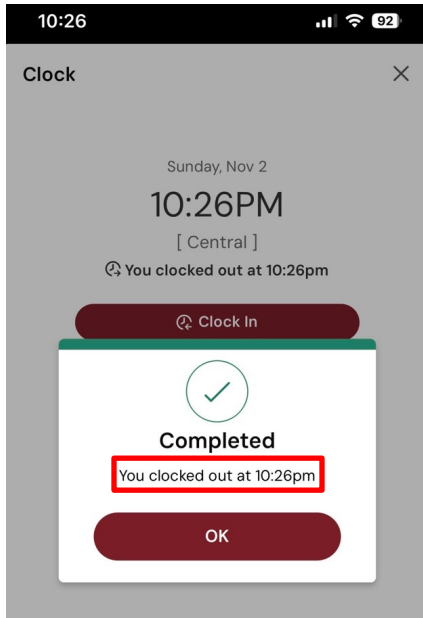 10:26
92
Clock
Sunday, Nov 2
10:26PM
[ Central ]
You clocked out at 10:26pm
Clock In
Completed
You clocked out at 10:26pm
OK